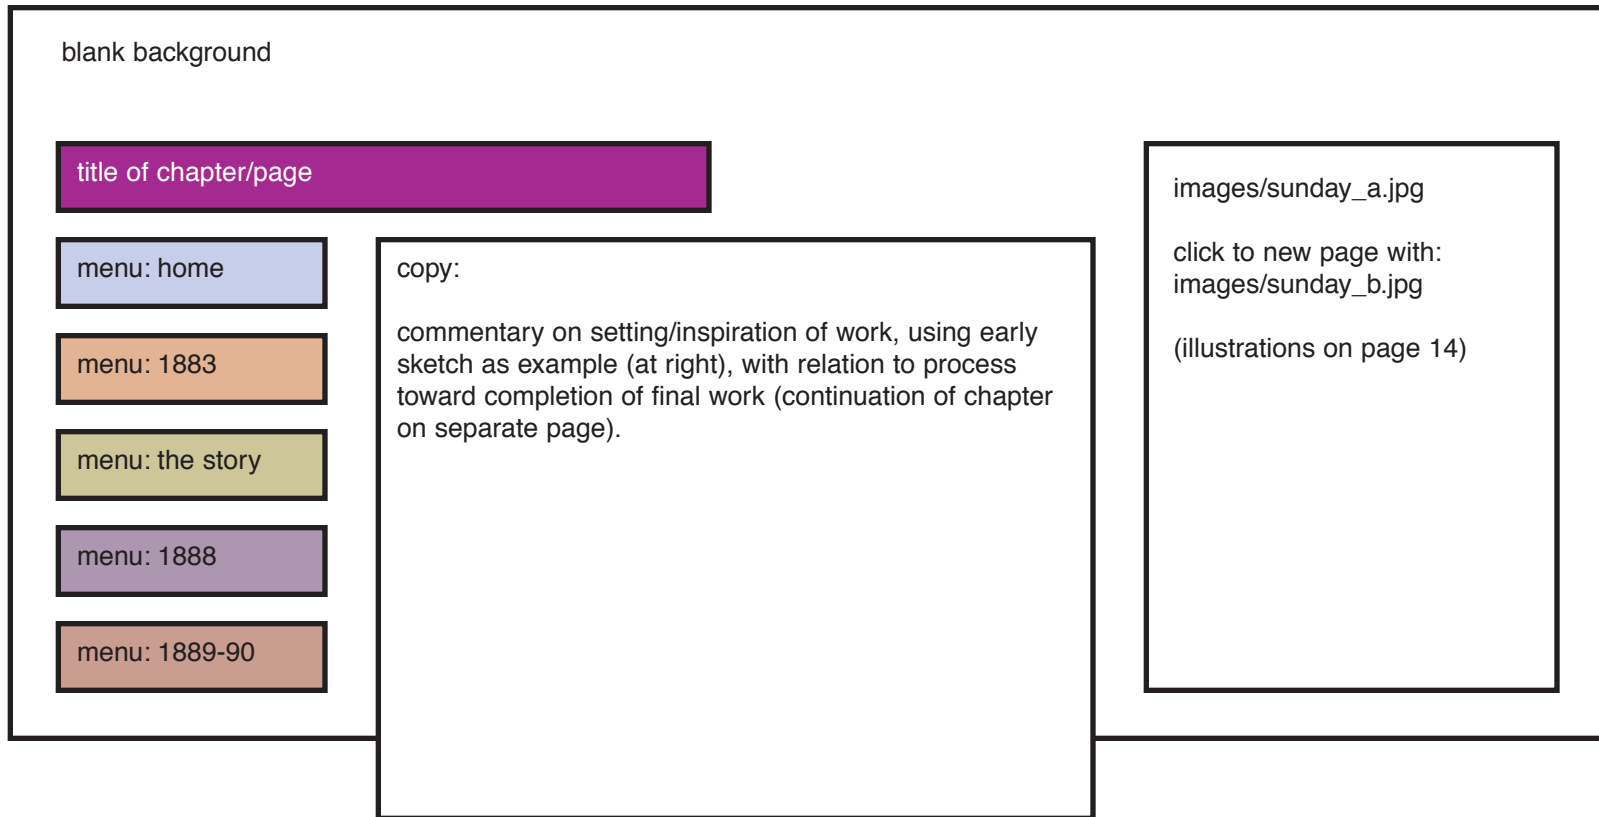 blank background
title of chapter/page
menu: home
menu: 1883
menu: the story
menu: 1888
menu: 1889-90
copy:
commentary on setting/inspiration of work, using early
sketch as example (at right), with relation to process
toward completion of final work (continuation of chapter
on separate page).
images/sunday_a.jpg
click to new page with:
images/sunday_b.jpg
(illustrations on page 14)